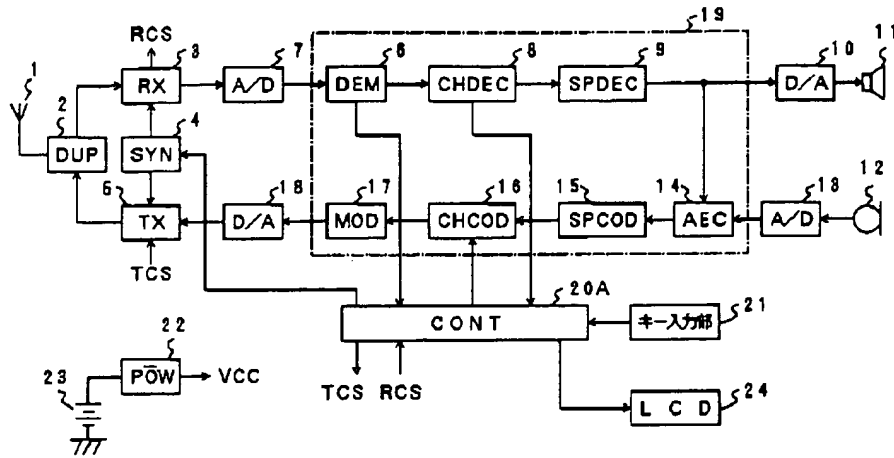 RCS
3
7
6
8
9
19
10
11
1
RX
A/D
DEM
CHDEC
SPDEC
D/A
2
4
DUP
SYN
5
18
17
16
15
14
13
12
TX
D/A
MOD
CHCOD
SPCOD
AEC
A/D
TCS
20A
21
CONT
キー入力部
22
23
POW
VCC
TCS RCS
24
LCD